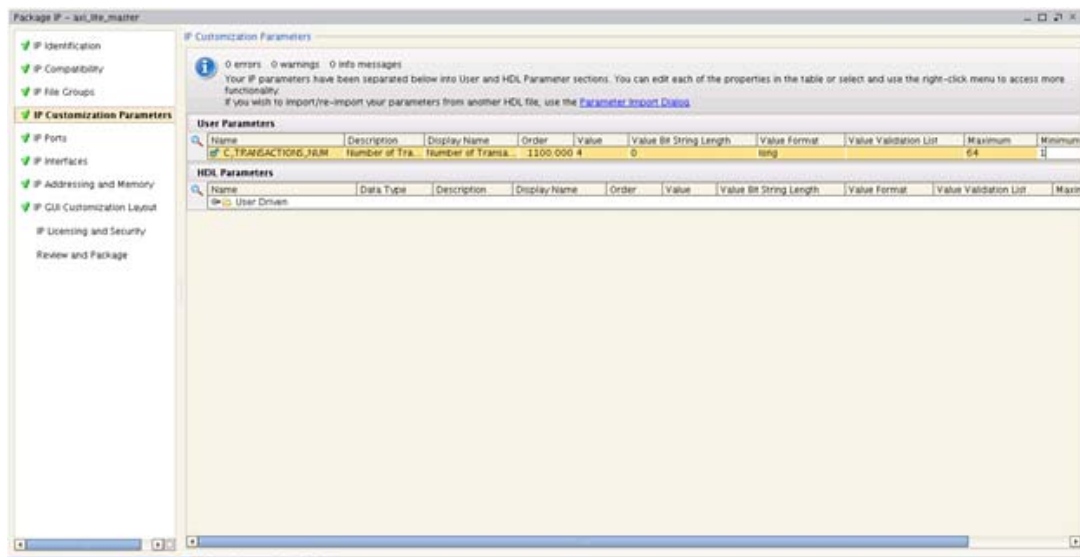 Package IP - axi_lite_master
IP Identification
IP Compatibility
IP File Groups
IP Customization Parameters
IP Ports
IP Interfaces
IP Addressing and Memory
IP GUI Customization Layout
IP Licensing and Security
Review and Package
IP Customization Parameters
0 errors 0 warnings 0 info messages
Your IP parameters have been separated below into User and HDL Parameter sections. You can edit each of the properties in the table or select and use the right-click menu to access more
functionality.
If you wish to import/re-import your parameters from another HDL file, use the Parameter Import Dialog
User Parameters
Name Description Display Name Order Value Value Bit String Length Value Format Value Validation List Maximum Minimum
C_TRANSACTIONS_NUM Number of Tra... Number of Transa... 1100.000 4 0 long 64 1
HDL Parameters
Name Data Type Description Display Name Order Value Value Bit String Length Value Format Value Validation List Maxim
User Driven